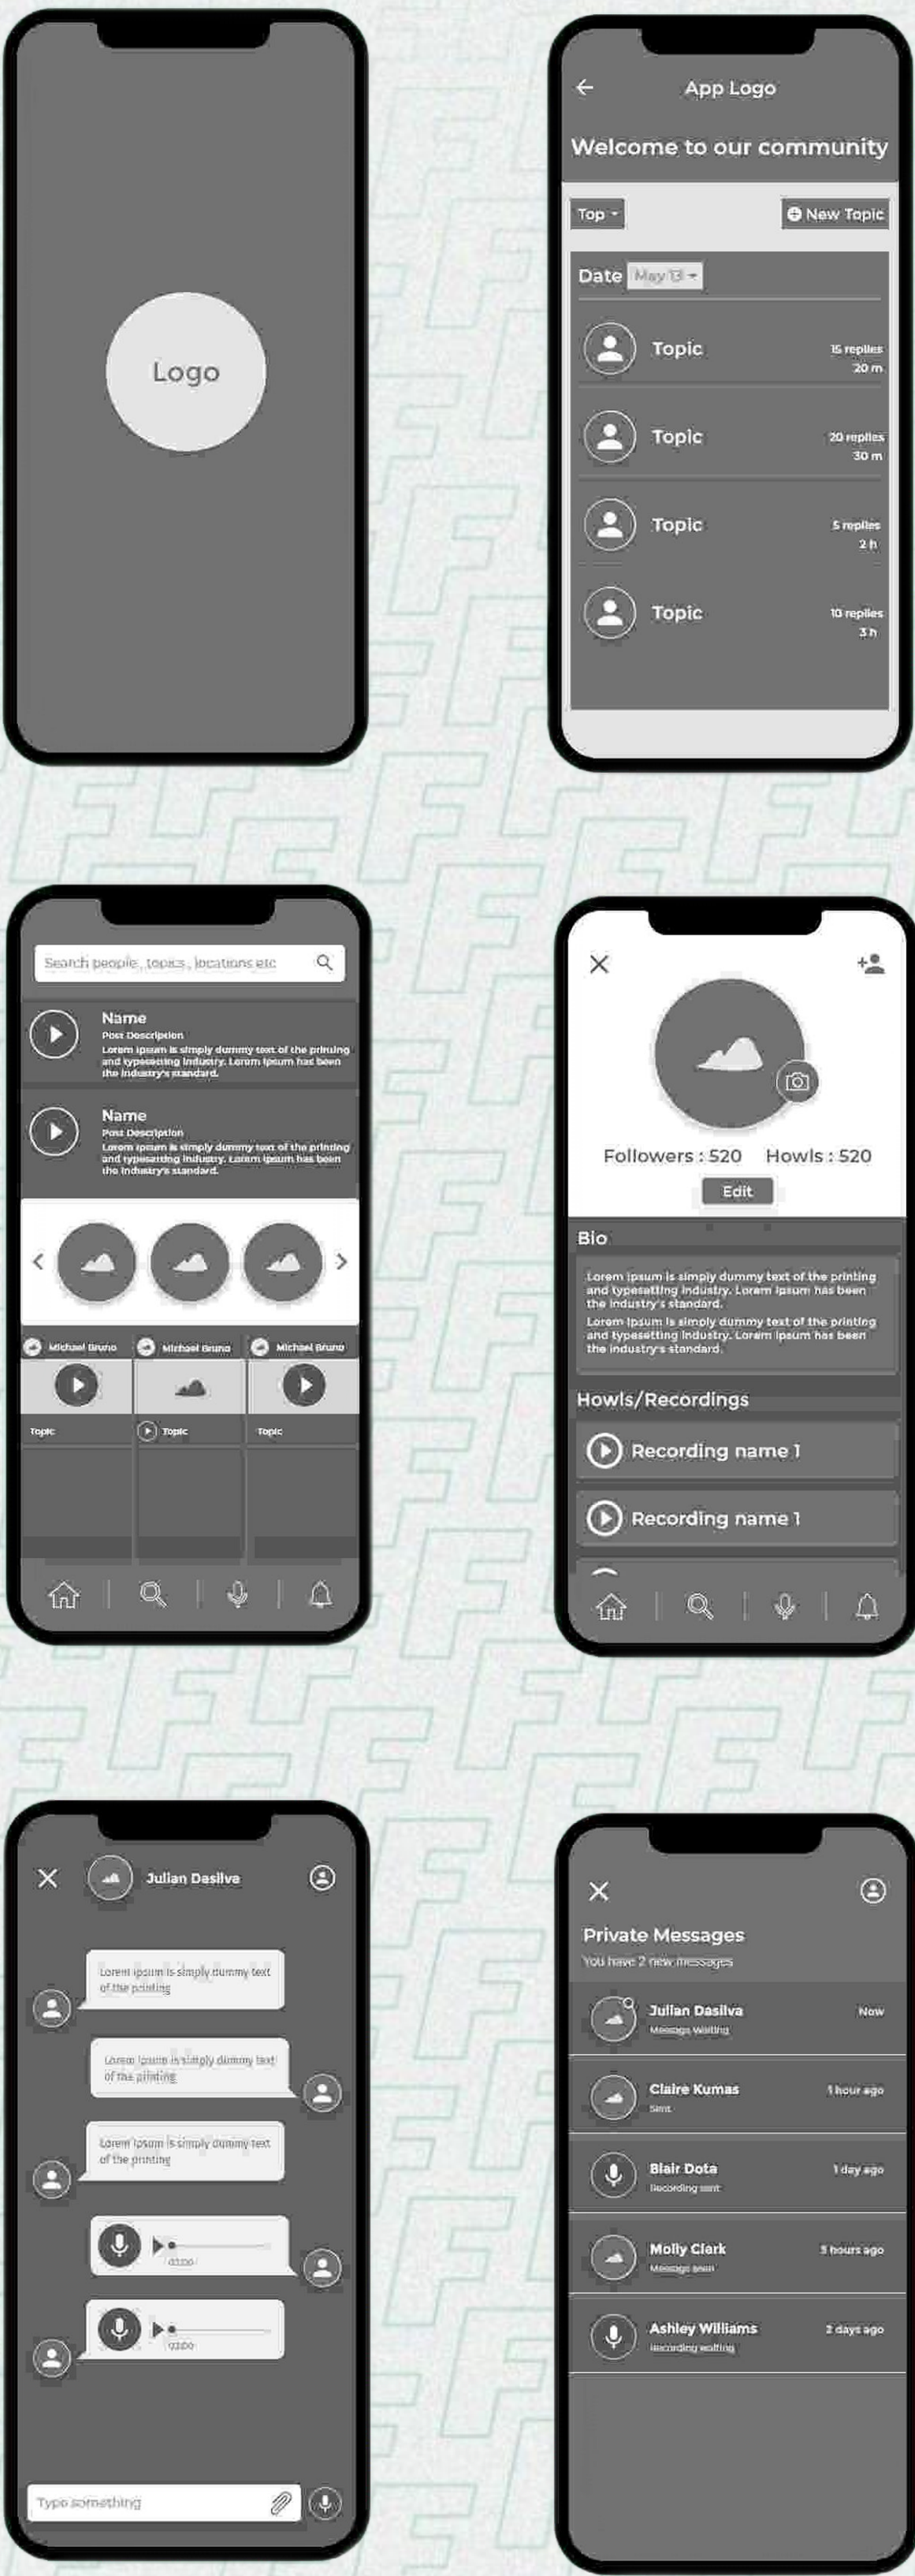 Logo
App Logo
Welcome to our community
Top
New Topic
Date May 13
Topic
15 replies
20 m
Topic
20 replies
30 m
Topic
5 replies
2 h
Topic
10 replies
3 h
Search people, topics, locations etc
Name
Post Description
Lorem ipsum is simply dummy text of the printing
and typesetting industry. Lorem ipsum has been
the industry's standard.
Name
Post Description
Lorem ipsum is simply dummy text of the printing
and typesetting industry. Lorem ipsum has been
the industry's standard.
Michael Bruno
Michael Bruno
Michael Bruno
Topic
Topic
Topic
Followers : 520 Howls : 520
Edit
Bio
Lorem ipsum is simply dummy text of the printing
and typesetting industry. Lorem ipsum has been
the industry's standard.
Lorem ipsum is simply dummy text of the printing
and typesetting industry. Lorem ipsum has been
the industry's standard.
Howls/Recordings
Recording name 1
Recording name 1
Julian Dasilva
Lorem ipsum is simply dummy text
of the printing
Lorem ipsum is simply dummy text
of the printing
Lorem ipsum is simply dummy text
of the printing
Type something
Private Messages
You have 2 new messages
Julian Dasilva
Now
Message Waiting
Claire Kumas
1 hour ago
Sent
Blair Dota
1 day ago
Recording sent
Molly Clark
hours ago
Message seen
Ashley Williams
2 days ago
Recording waiting